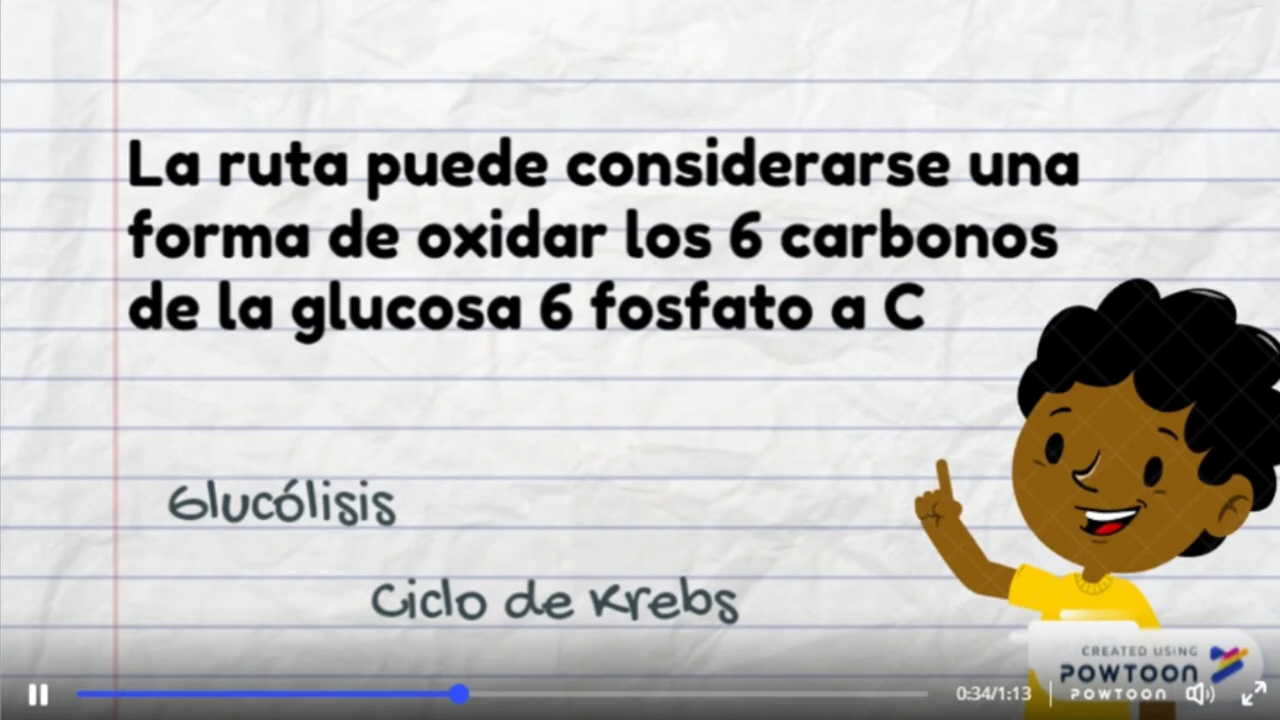 La ruta puede considerarse una
forma de oxidar los 6 carbonos
de la glucosa 6 fosfato a C
Glucólisis
Ciclo de Krebs
CREATED USING
POWTOON
0:34/1:13
POWTOON